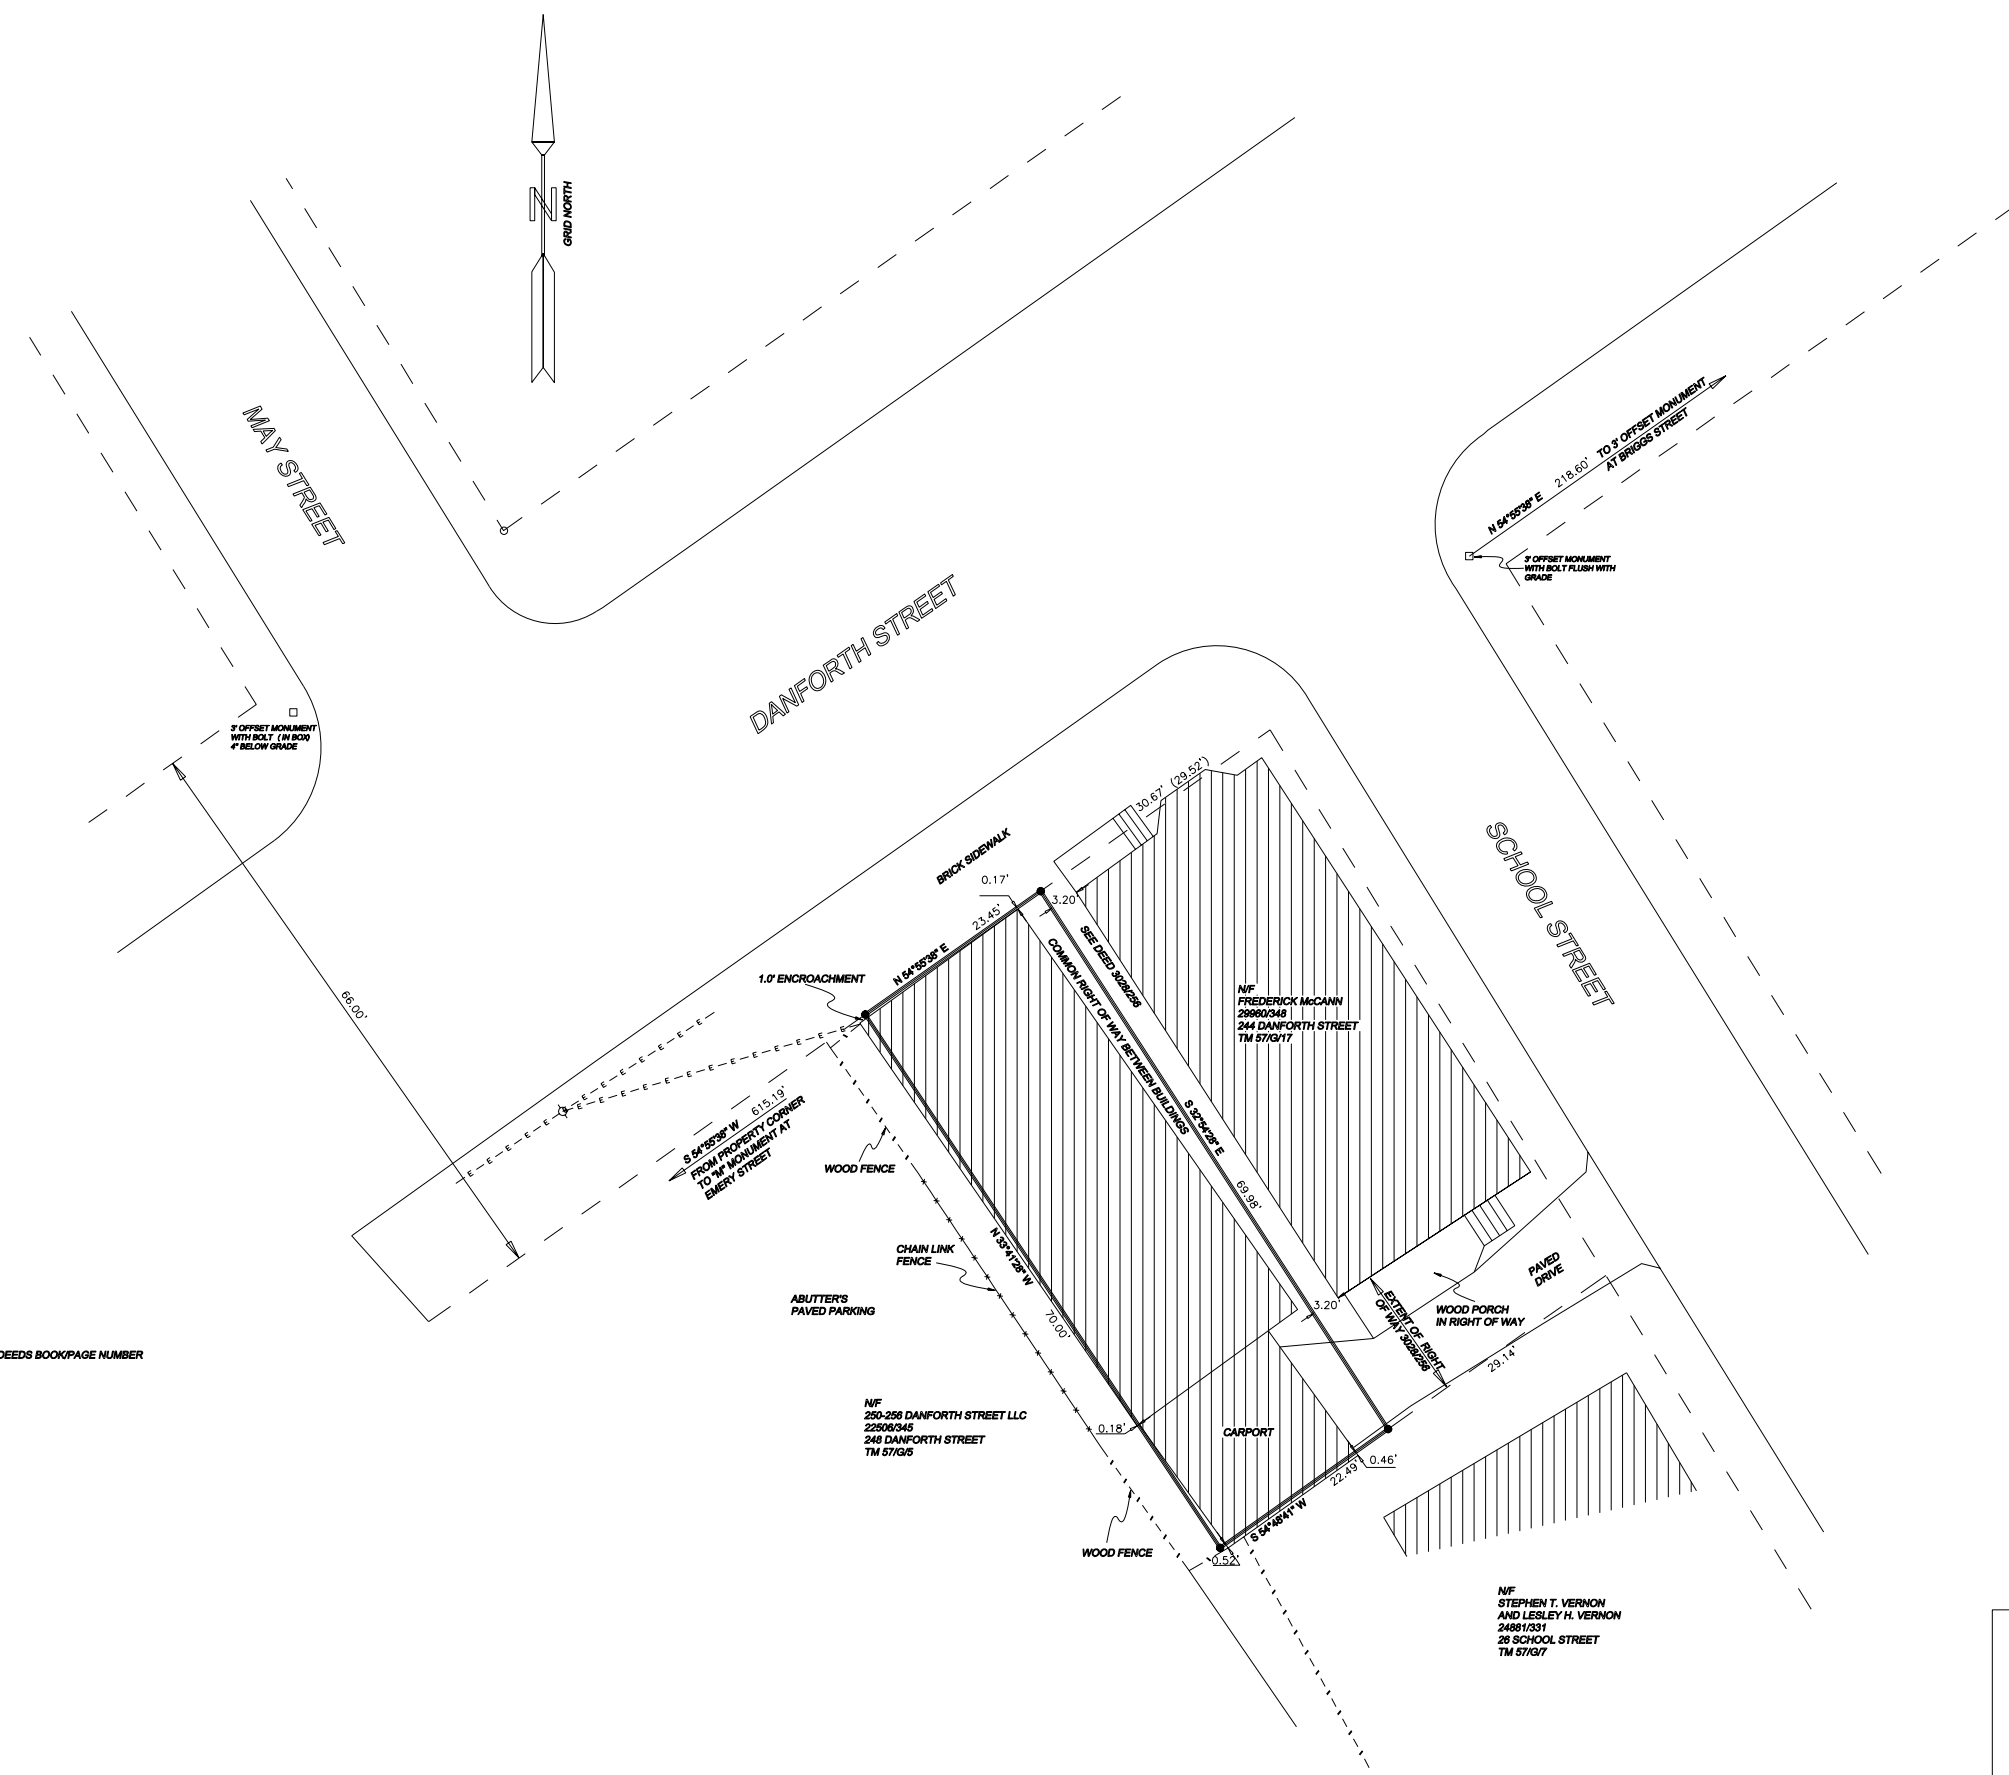 N
GRID NORTH
MAY STREET
DANFORTH STREET
SCHOOL STREET
N 54°55'38" E 218.60' TO 3' OFFSET MONUMENT
AT BRIGGS STREET
3' OFFSET MONUMENT
WITH BOLT FLUSH WITH
GRADE
3' OFFSET MONUMENT
WITH BOLT ( IN BOX)
4" BELOW GRADE
66.00'
30.67' (29.52')
BRICK SIDEWALK
0.17'
3.20'
23.45'
N 54°55'38" E
1.0' ENCROACHMENT
SEE DEED 3028/256
COMMON RIGHT OF WAY BETWEEN BUILDINGS
N/F
FREDERICK McCANN
29960/348
244 DANFORTH STREET
TM 57/G/17
S 32°54'28" E
69.98'
E E E E E E E E E E E E E E E E E E E E
S 54°55'38" W 615.19'
FROM PROPERTY CORNER
TO "M" MONUMENT AT
EMERY STREET
WOOD FENCE
CHAIN LINK
FENCE
N 33°41'28" W
70.00'
ABUTTER'S
PAVED PARKING
PAVED
DRIVE
WOOD PORCH
IN RIGHT OF WAY
3.20'
EXTENT OF RIGHT
OF WAY 3028/256
29.14'
DEEDS BOOK/PAGE NUMBER
N/F
250-256 DANFORTH STREET LLC
22506/345
248 DANFORTH STREET
TM 57/G/5
0.18'
CARPORT
0.46'
22.49'
S 54°48'41" W
WOOD FENCE
0.52'
N/F
STEPHEN T. VERNON
AND LESLEY H. VERNON
24881/331
26 SCHOOL STREET
TM 57/G/7